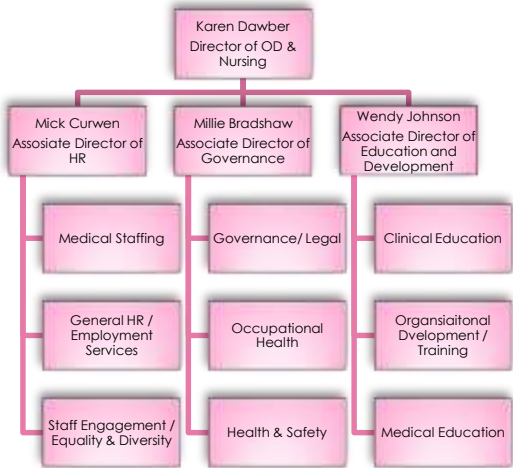 Karen Dawber
Director of OD &
Nursing
Mick Curwen
Assosiate Director of
HR
Millie Bradshaw
Associate Director of
Governance
Wendy Johnson
Associate Director of
Education and
Development
Medical Staffing
Governance/ Legal
Clinical Education
General HR /
Employment
Services
Occupational
Health
Organsiaitonal
Dvelopment /
Training
Staff Engagement /
Equality & Diversity
Health & Safety
Medical Education